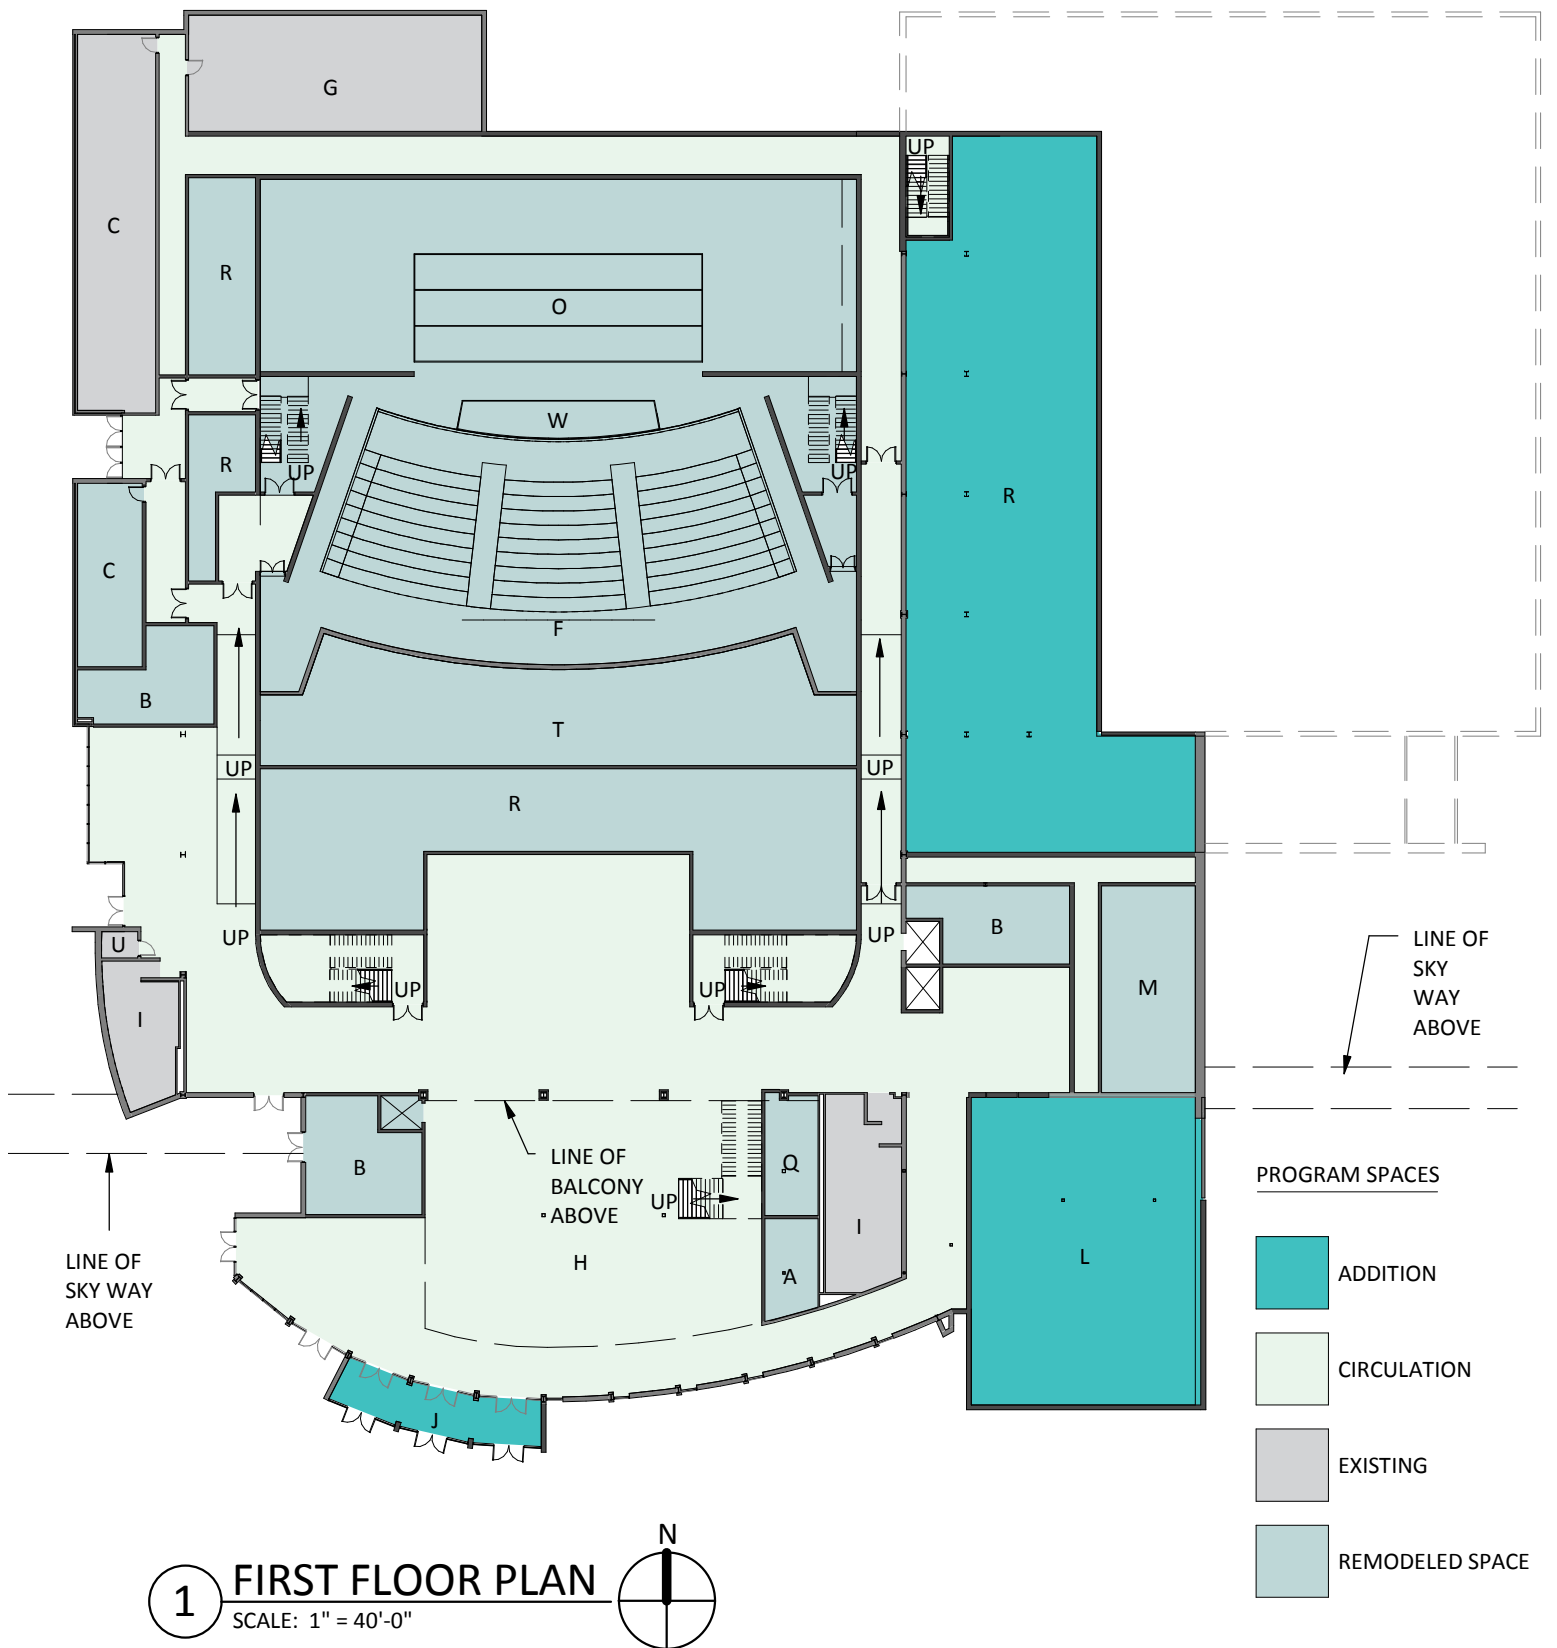 G
UP
C
R
O
W
UP
UP
R
R
C
F
B
T
UP
UP
R
B
UP
UP
U
LINE OF
SKY
WAY
ABOVE
M
UP
UP
I
LINE OF
BALCONY
ABOVE
UP
Q
B
I
H
A
L
LINE OF
SKY WAY
ABOVE
J
PROGRAM SPACES
ADDITION
CIRCULATION
EXISTING
REMODELED SPACE
N
1
FIRST FLOOR PLAN
SCALE: 1" = 40'-0"